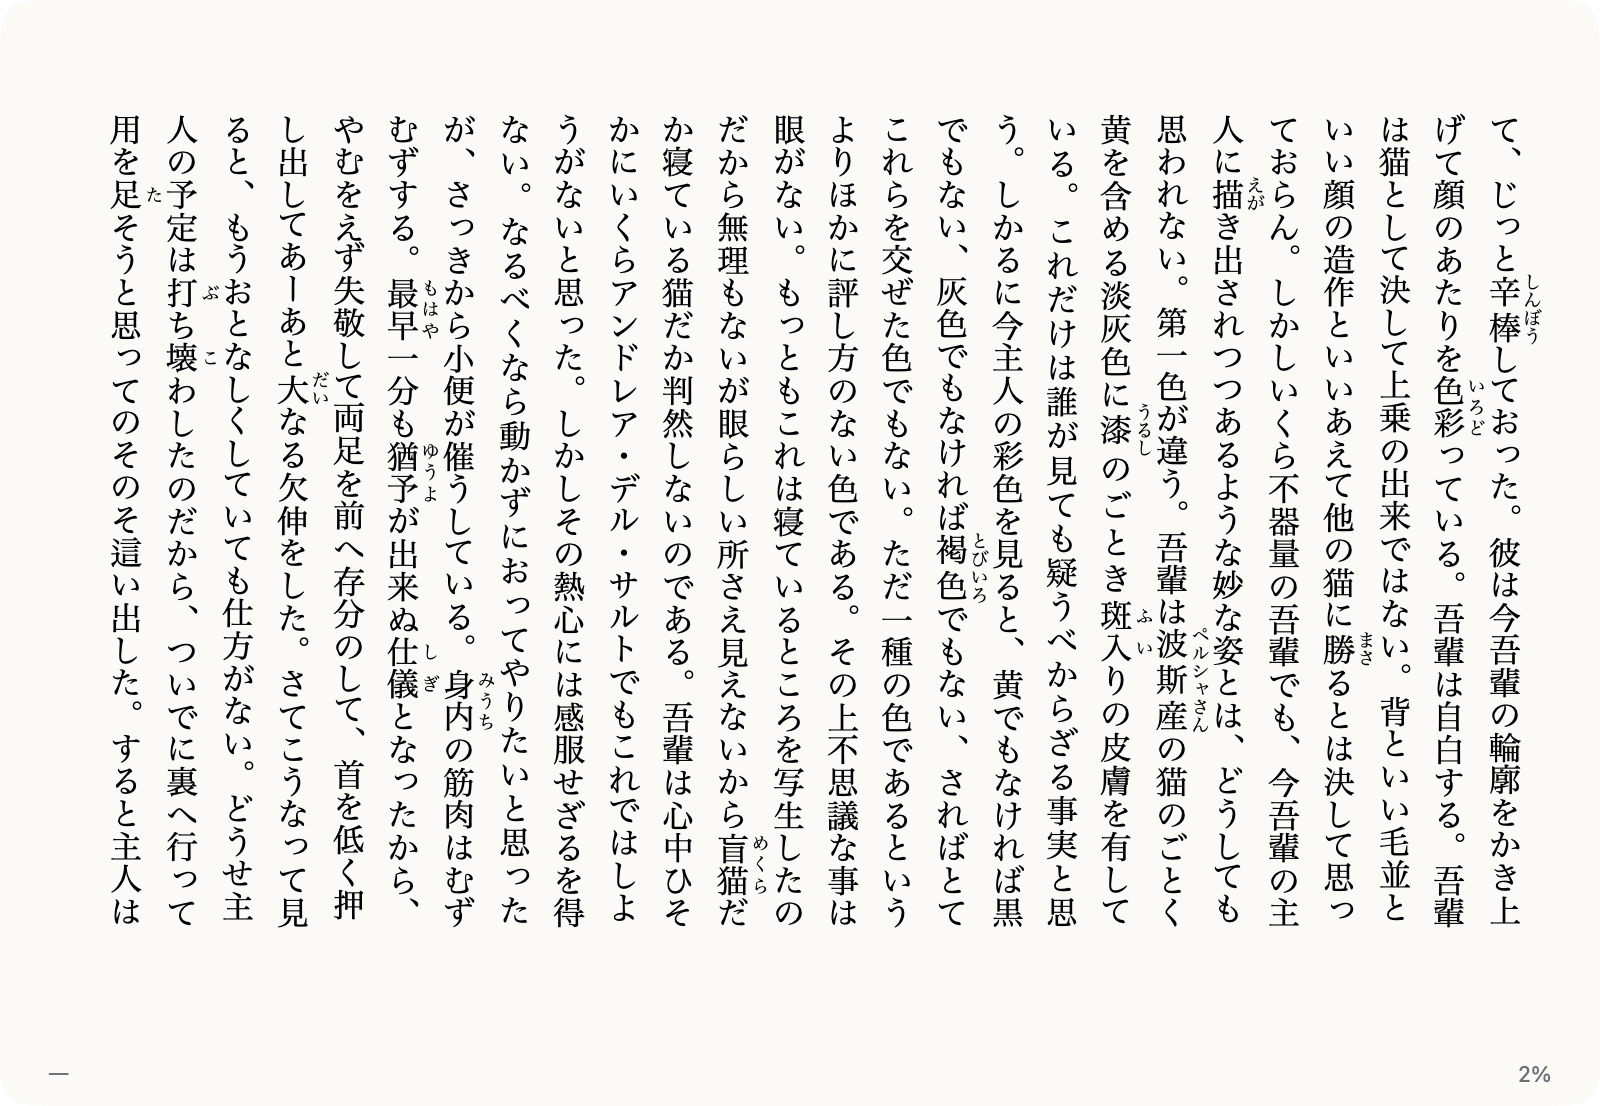 て、じっと辛棒しておった。彼は今吾輩の輪廓をかき上
げて顔のあたりを色彩っている。吾輩は自白する。吾輩
は猫として決して上乗の出来ではない。背といい毛並と
いい顔の造作といいあえて他の猫に勝るとは決して思っ
ておらん。しかしいくら不器量の吾輩でも、今吾輩の主
人に描き出されつつあるような妙な姿とは、どうしても
思われない。第一色が違う。吾輩は波斯産の猫のごとく
黄を含める淡灰色に漆のごとき斑入りの皮膚を有して
いる。これだけは誰が見ても疑うべからざる事実と思
う。しかるに今主人の彩色を見ると、黄でもなければ黒
でもない、灰色でもなければ褐色でもない、さればとて
これらを交ぜた色でもない。ただ一種の色であるという
よりほかに評し方のない色である。その上不思議な事は
眼がない。もっともこれは寝ているところを写生したの
だから無理もないが眼らしい所さえ見えないから盲猫だ
か寝ている猫だか判然しないのである。吾輩は心中ひそ
かにいくらアンドレア・デル・サルトでもこれではしよ
うがないと思った。しかしその熱心には感服せざるを得
ない。なるべくなら動かずにおってやりたいと思った
が、さっきから小便が催うしている。身内の筋肉はむず
むずする。最早一分も猶予が出来ぬ仕儀となったから、
やむをえず失敬して両足を前へ存分のして、首を低く押
し出してあーあと大なる欠伸をした。さてこうなって見
ると、もうおとなしくしていても仕方がない。どうせ主
人の予定は打ち壊わしたのだから、ついでに裏へ行って
用を足そうと思ってのそのそ這い出した。すると主人は
一
2%